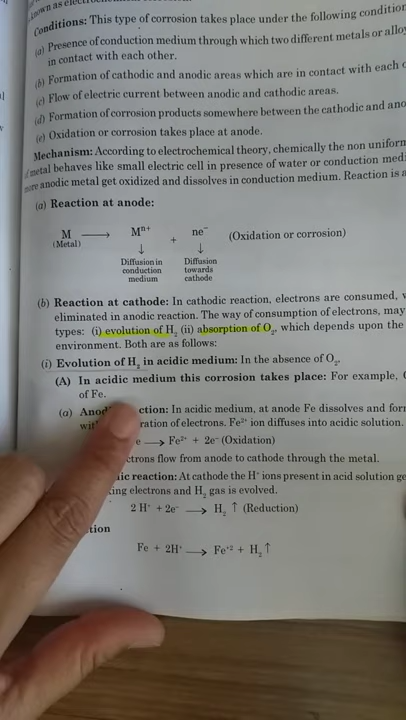 known as elect
Conditions: This type of corrosion takes place under the following condition
(a) Presence of conduction medium through which two different metals or alloy
in contact with each other.
(b) Formation of cathodic and anodic areas which are in contact with each o
(c) Flow of electric current between anodic and cathodic areas.
(d) Formation of corrosion products somewhere between the cathodic and ano
(e) Oxidation or corrosion takes place at anode.
Mechanism: According to electrochemical theory, chemically the non uniform
metal behaves like small electric cell in presence of water or conduction medi
more anodic metal get oxidized and dissolves in conduction medium. Reaction is a
(a) Reaction at anode:
M ⟶ Mⁿ⁺ + ne⁻ (Oxidation or corrosion)
(Metal) ↓ ↓
Diffusion in Diffusion
conduction towards
medium cathode
(b) Reaction at cathode: In cathodic reaction, electrons are consumed, w
eliminated in anodic reaction. The way of consumption of electrons, may
types: (i) evolution of H₂ (ii) absorption of O₂, which depends upon the
environment. Both are as follows:
(i) Evolution of H₂ in acidic medium: In the absence of O₂.
(A) In acidic medium this corrosion takes place: For example,
of Fe.
(a) Anod ction: In acidic medium, at anode Fe dissolves and for
wit ration of electrons. Fe²⁺ ion diffuses into acidic solution.
e ⟶ Fe²⁺ + 2e⁻ (Oxidation)
ctrons flow from anode to cathode through the metal.
ic reaction: At cathode the H⁺ ions present in acid solution ge
ing electrons and H₂ gas is evolved.
2 H⁺ + 2e⁻ ⟶ H₂ ↑ (Reduction)
tion
Fe + 2H⁺ ⟶ Fe⁺² + H₂ ↑